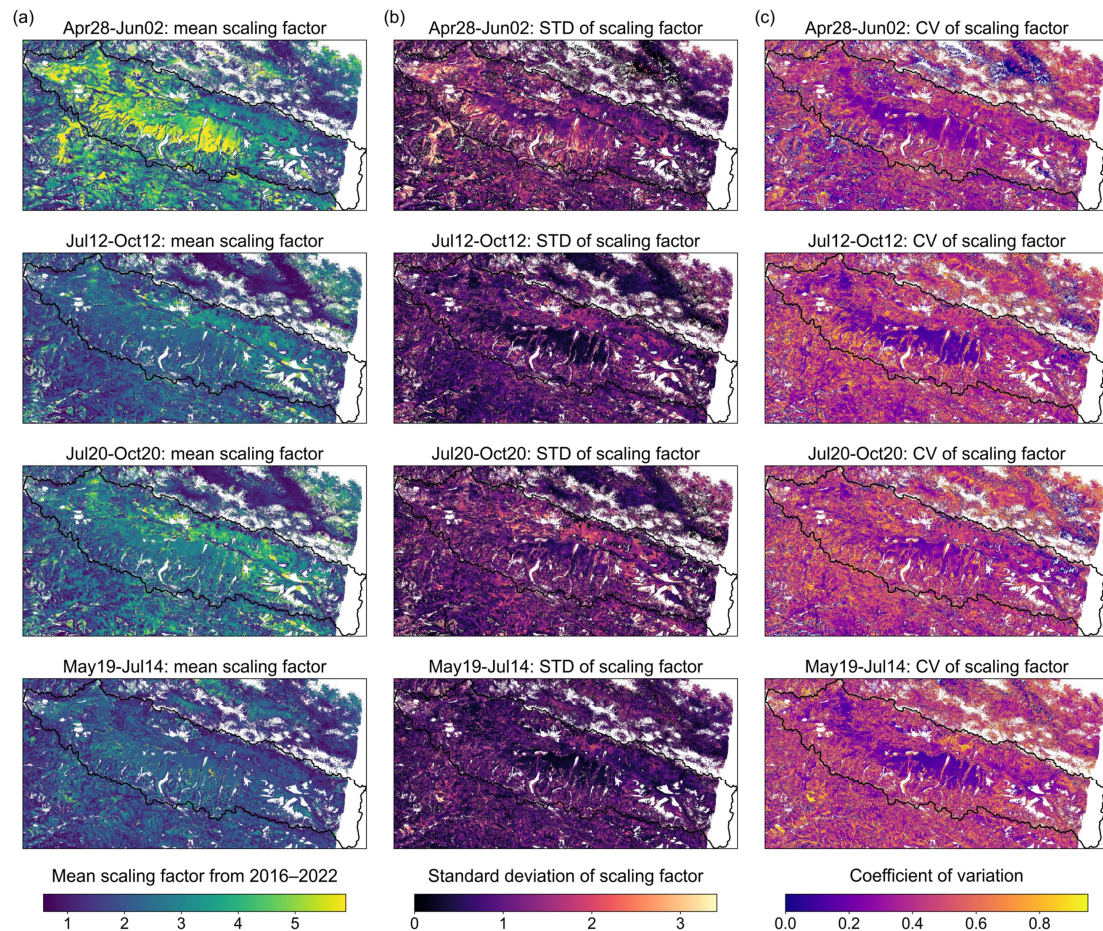 (a) (b) (c)
Apr28-Jun02: mean scaling factor Apr28-Jun02: STD of scaling factor Apr28-Jun02: CV of scaling factor
Jul12-Oct12: mean scaling factor Jul12-Oct12: STD of scaling factor Jul12-Oct12: CV of scaling factor
Jul20-Oct20: mean scaling factor Jul20-Oct20: STD of scaling factor Jul20-Oct20: CV of scaling factor
May19-Jul14: mean scaling factor May19-Jul14: STD of scaling factor May19-Jul14: CV of scaling factor
Mean scaling factor from 2016–2022 Standard deviation of scaling factor Coefficient of variation
1 2 3 4 5 0 1 2 3 0.0 0.2 0.4 0.6 0.8